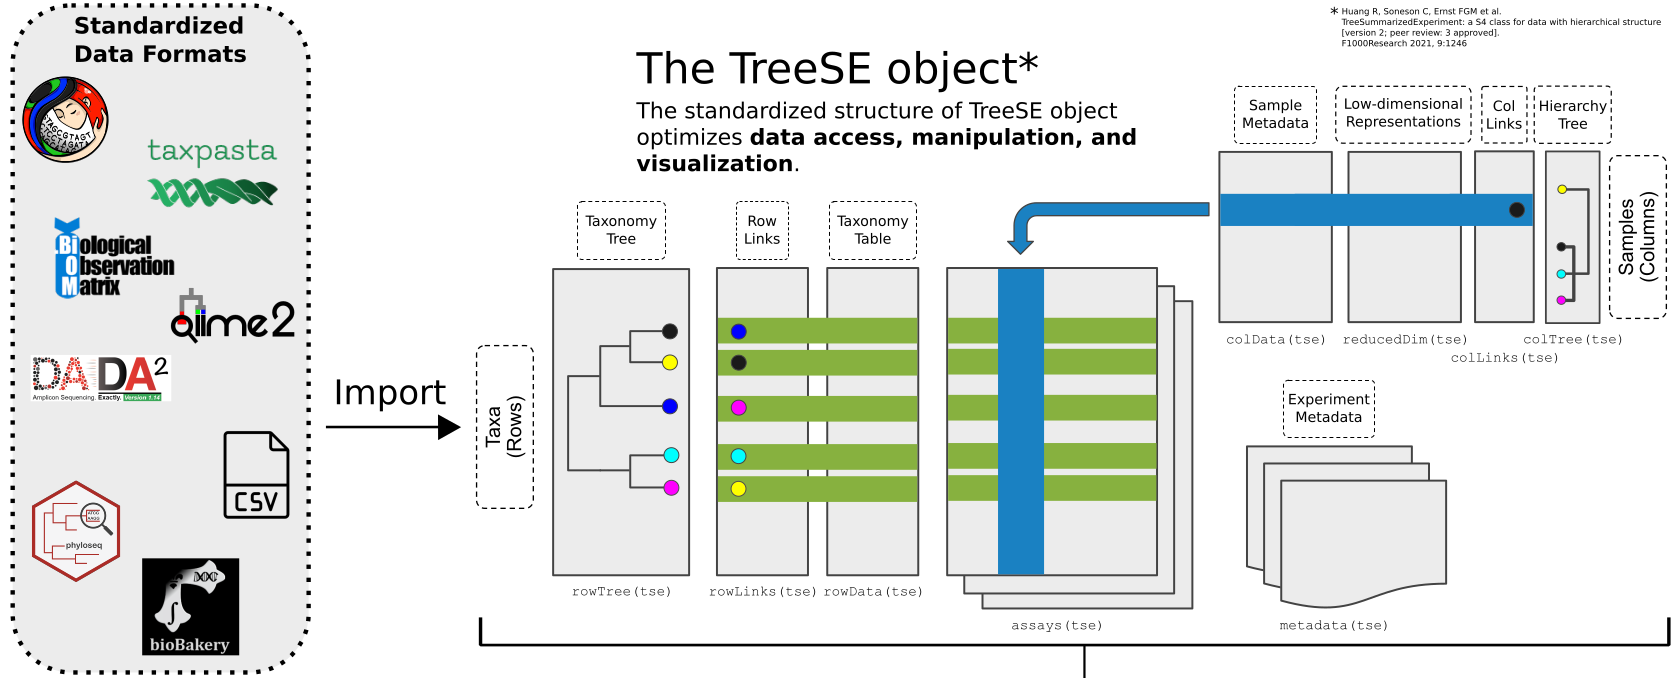 Standardized
Data Formats
TAGCGTAGT
taxpasta
Biological
Observation
Matrix
Qiime2
DADA2
Amplicon Sequencing. Exactly. Version 1.14
CSV
phyloseq
bioBakery
Import
* Huang R, Soneson C, Ernst FGM et al.
TreeSummarizedExperiment: a S4 class for data with hierarchical structure
[version 2; peer review: 3 approved].
F1000Research 2021, 9:1246
The TreeSE object*
The standardized structure of TreeSE object
optimizes data access, manipulation, and
visualization.
Taxa
(Rows)
Taxonomy
Tree
Row
Links
Taxonomy
Table
rowTree(tse)
rowLinks(tse)
rowData(tse)
assays(tse)
Sample
Metadata
Low-dimensional
Representations
Col
Links
Hierarchy
Tree
Samples
(Columns)
colData(tse)
reducedDim(tse)
colTree(tse)
colLinks(tse)
Experiment
Metadata
metadata(tse)